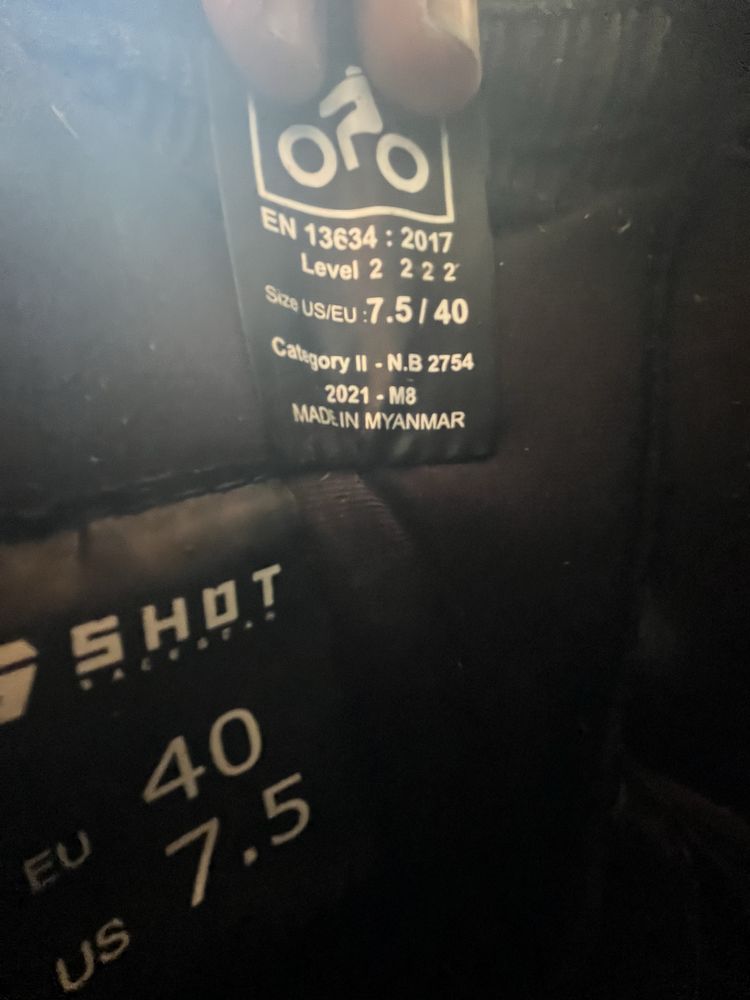 EN 13634 : 2017
Level 2 2 2 2
Size US/EU :7.5 / 40
Category II - N.B 2754
2021 - M8
MADE IN MYANMAR
SHOT
EU 40
US 7.5